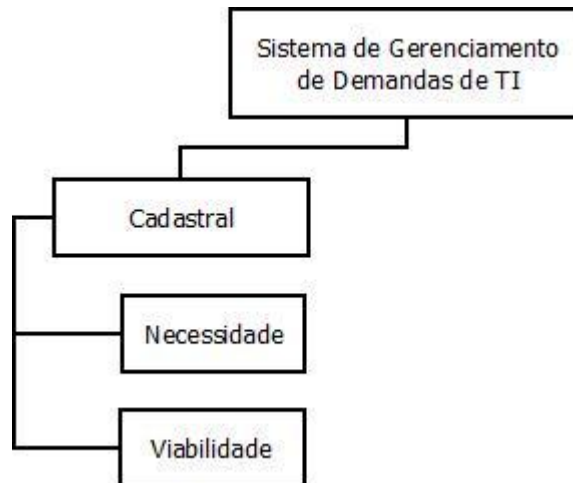 Sistema de Gerenciamento
de Demandas de TI
Cadastral
Necessidade
Viabilidade